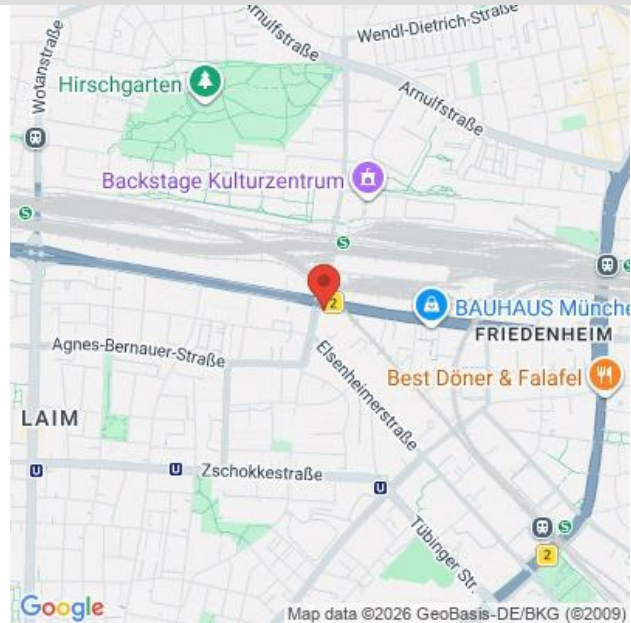 Wendl-Dietrich-Straße
Arnulfstraße
Wotanstraße
Hirschgarten
Arnulfstraße
Backstage Kulturzentrum
S
S
S
2
BAUHAUS Münche
FRIEDENHEIM
Agnes-Bernauer-Straße
Elsenheimerstraße
Best Döner & Falafel
LAIM
U
U
Zschokkestraße
U
Tübinger Str.
S
2
Google
Map data ©2026 GeoBasis-DE/BKG (©2009)